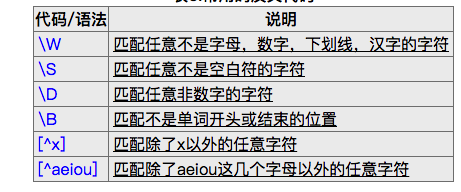 代码/语法 说明
\W 匹配任意不是字母，数字，下划线，汉字的字符
\S 匹配任意不是空白符的字符
\D 匹配任意非数字的字符
\B 匹配不是单词开头或结束的位置
[^x] 匹配除了x以外的任意字符
[^aeiou] 匹配除了aeiou这几个字母以外的任意字符